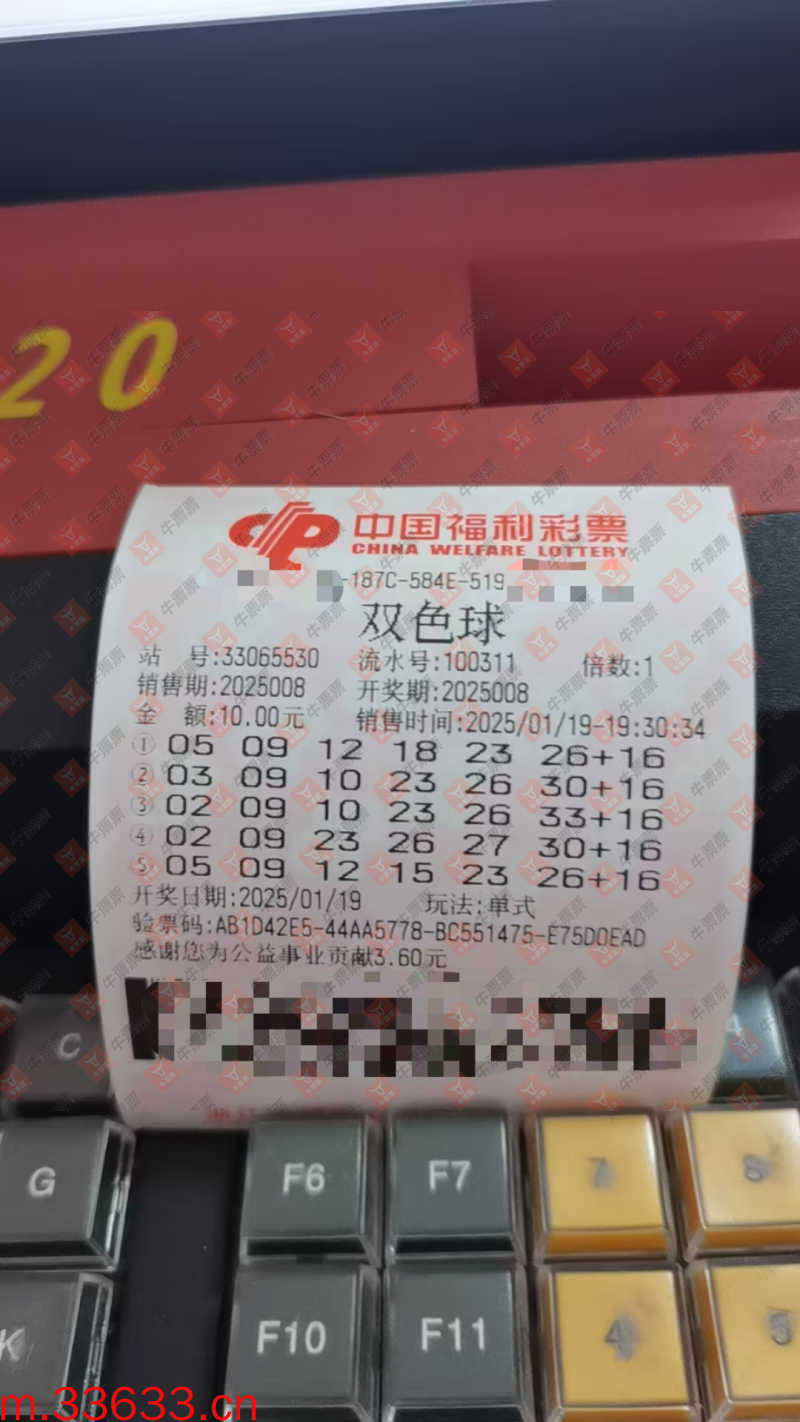 20
中国福利彩票
CHINA WELFARE LOTTERY
-187C-584E-519
双色球
站 号:33065530 流水号:100311 倍数:1
销售期:2025008 开奖期:2025008
金 额:10.00元 销售时间:2025/01/19-19:30:34
① 05 09 12 18 23 26+16
② 03 09 10 23 26 30+16
③ 02 09 10 23 26 33+16
④ 02 09 23 26 27 30+16
⑤ 05 09 12 15 23 26+16
开奖日期:2025/01/19 玩法:单式
验票码:AB1D42E5-44AA5778-BC551475-E75D0EAD
感谢您为公益事业贡献3.60元
C
G F6 F7 7 8
K F10 F11 4 5
m.33633.cn
牛票票